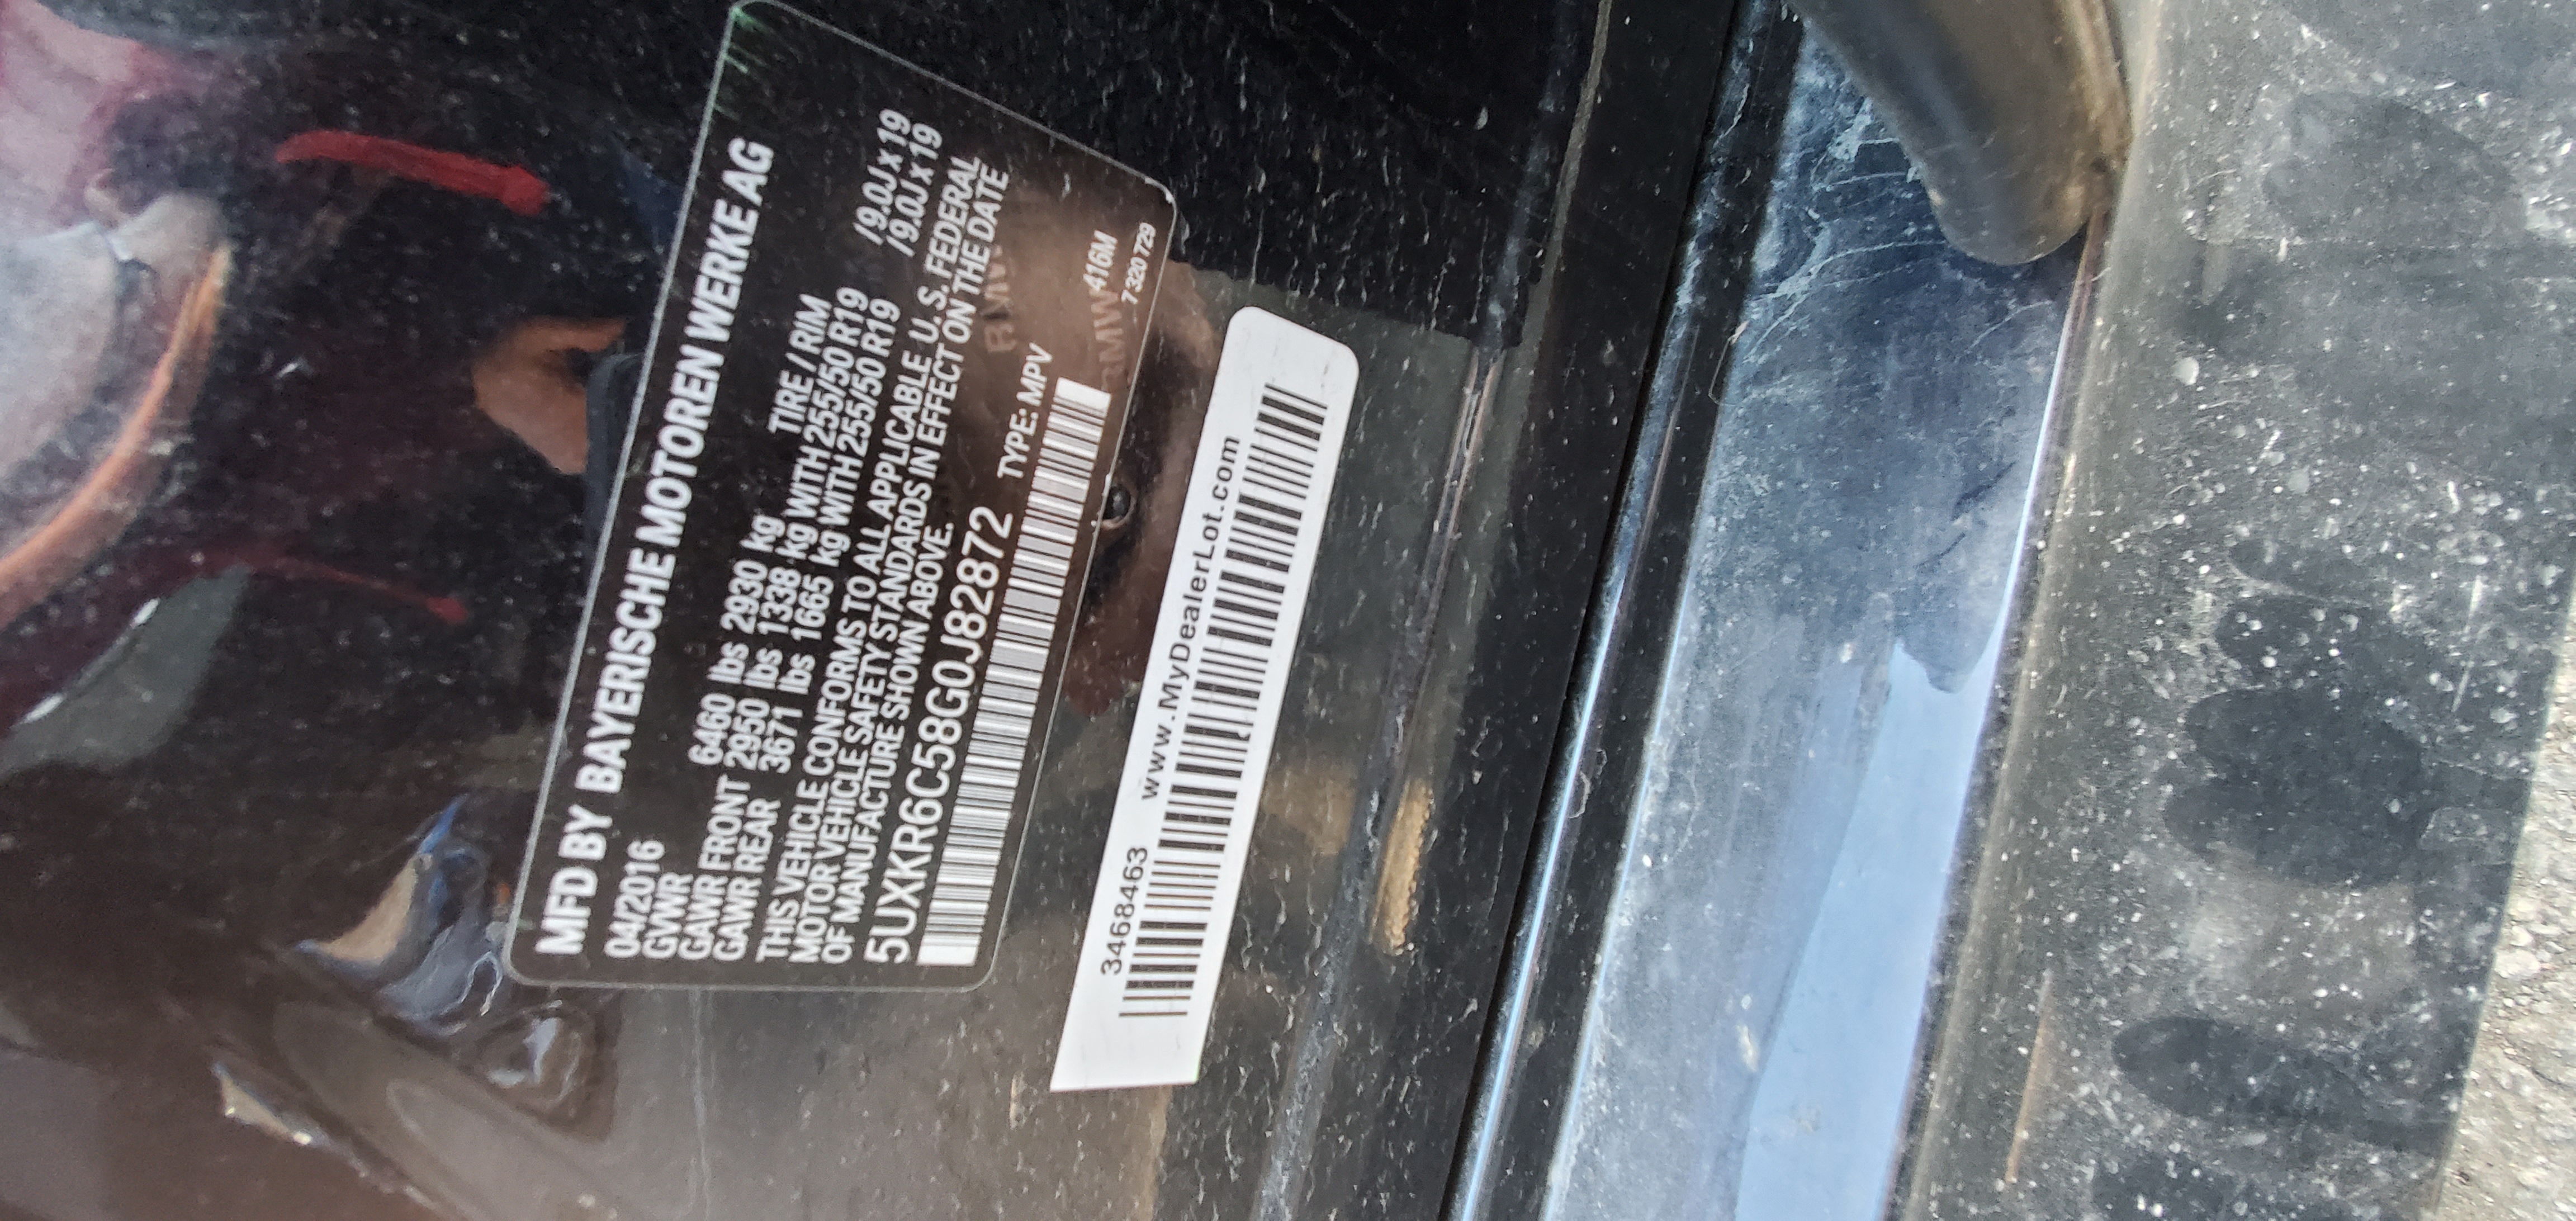 MFD BY BAYERISCHE MOTOREN WERKE AG
04/2016
GVWR 6460 lbs 2930 kg TIRE / RIM
GAWR FRONT 2950 lbs 1338 kg WITH 255/50 R19 / 9.0J x 19
GAWR REAR 3671 lbs 1665 kg WITH 255/50 R19 / 9.0J x 19
THIS VEHICLE CONFORMS TO ALL APPLICABLE U. S. FEDERAL
MOTOR VEHICLE SAFETY STANDARDS IN EFFECT ON THE DATE
OF MANUFACTURE SHOWN ABOVE.
5UXKR6C58G0J82872 TYPE: MPV
416M
7 320 729
BMW
BMW
34684463 www.MyDealerLot.com